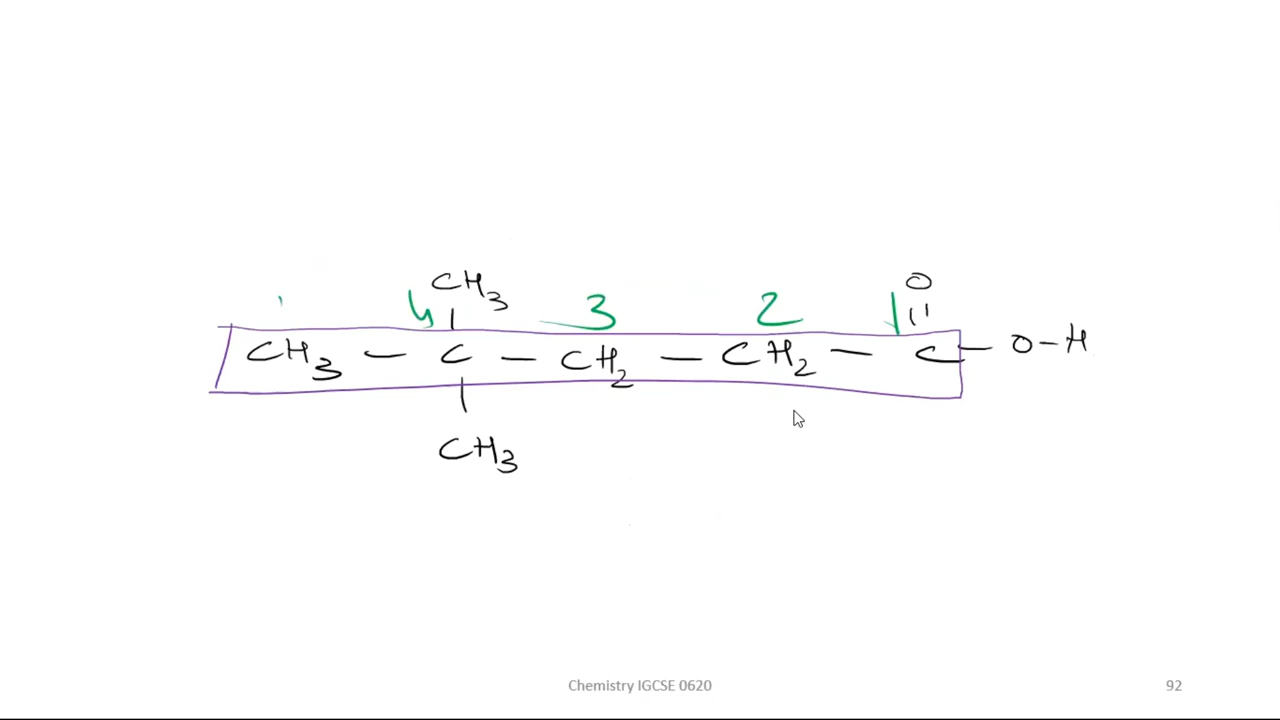 CH3 O
4 3 2 1 ||
CH3 — C — CH2 — CH2 — C — O — H
CH3
Chemistry IGCSE 0620 92